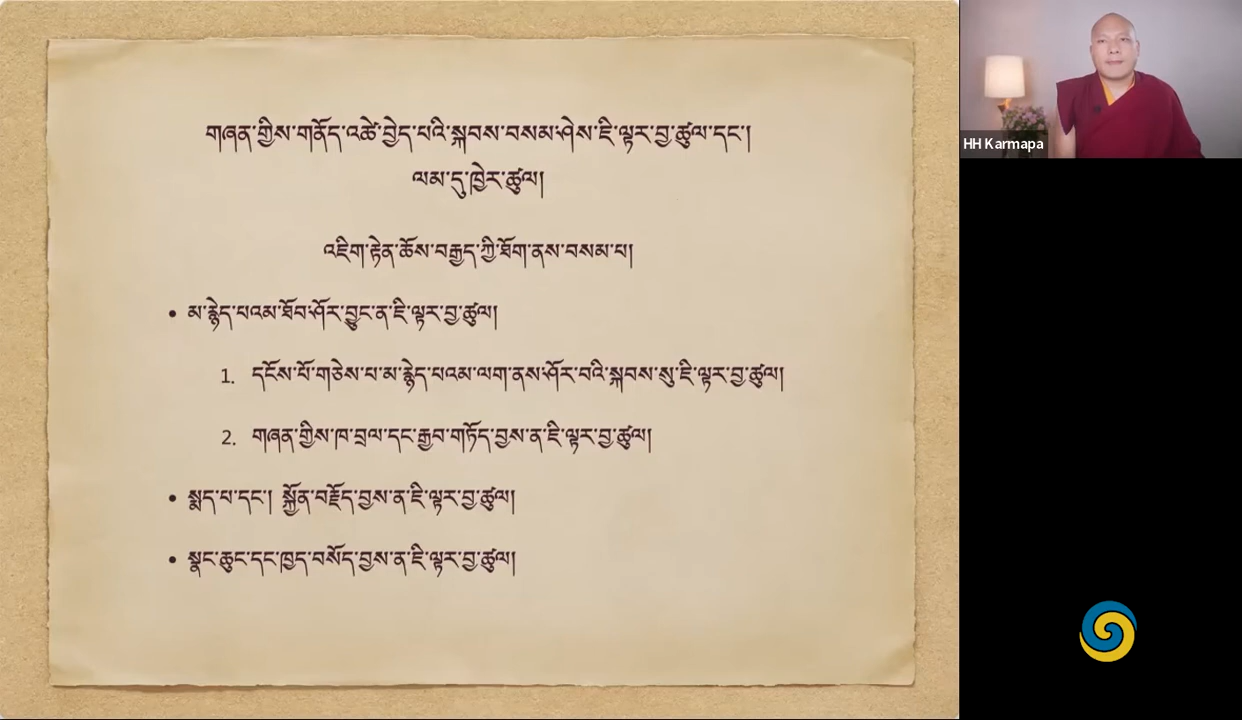 གཞན་གྱིས་གནོད་འཚེ་བྱེད་པའི་སྐབས་བསམ་ཤེས་ཇི་ལྟར་བྱ་ཚུལ་དང་།
ལམ་དུ་ཁྱེར་ཚུལ།
འཇིག་རྟེན་ཆོས་བརྒྱད་ཀྱི་ཐོག་ནས་བསམ་པ།
• མ་རྙེད་པའམ་ཐོབ་ཤོར་བྱུང་ན་ཇི་ལྟར་བྱ་ཚུལ།
1. དངོས་པོ་གཅེས་པ་མ་རྙེད་པའམ་ལག་ནས་ཤོར་བའི་སྐབས་སུ་ཇི་ལྟར་བྱ་ཚུལ།
2. གཞན་གྱིས་ཁ་བྲལ་དང་རྒྱབ་གཏོད་བྱས་ན་ཇི་ལྟར་བྱ་ཚུལ།
• སྨད་པ་དང་། སྐྱོན་བརྗོད་བྱས་ན་ཇི་ལྟར་བྱ་ཚུལ།
• སྣང་ཆུང་དང་ཁྱད་བསོད་བྱས་ན་ཇི་ལྟར་བྱ་ཚུལ།
HH Karmapa